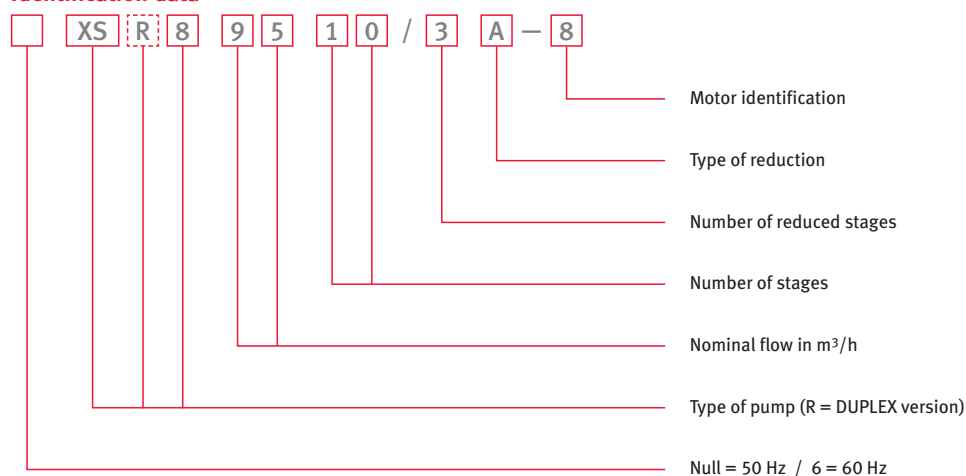 Identification data
XS R 8 9 5 1 0 / 3 A – 8
Motor identification
Type of reduction
Number of reduced stages
Number of stages
Nominal flow in m³/h
Type of pump (R = DUPLEX version)
Null = 50 Hz / 6 = 60 Hz